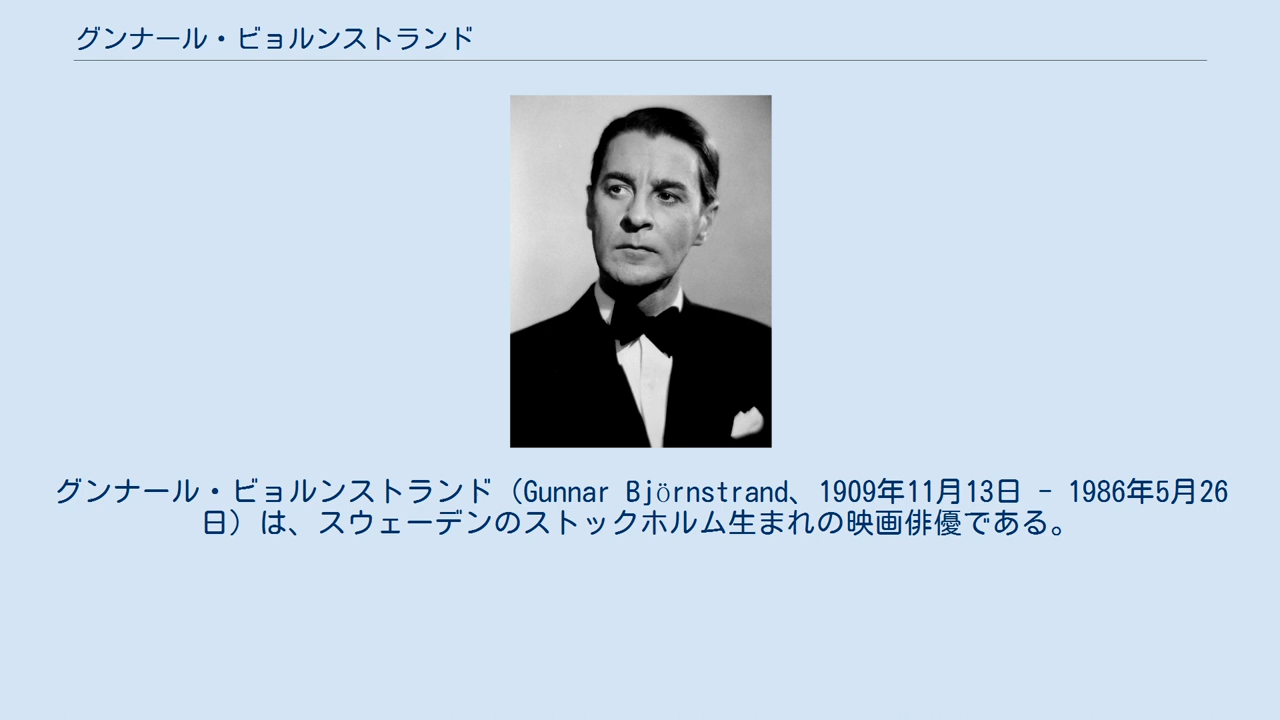 グンナール・ビョルンストランド
グンナール・ビョルンストランド（Gunnar Björnstrand、1909年11月13日 - 1986年5月26
日）は、スウェーデンのストックホルム生まれの映画俳優である。